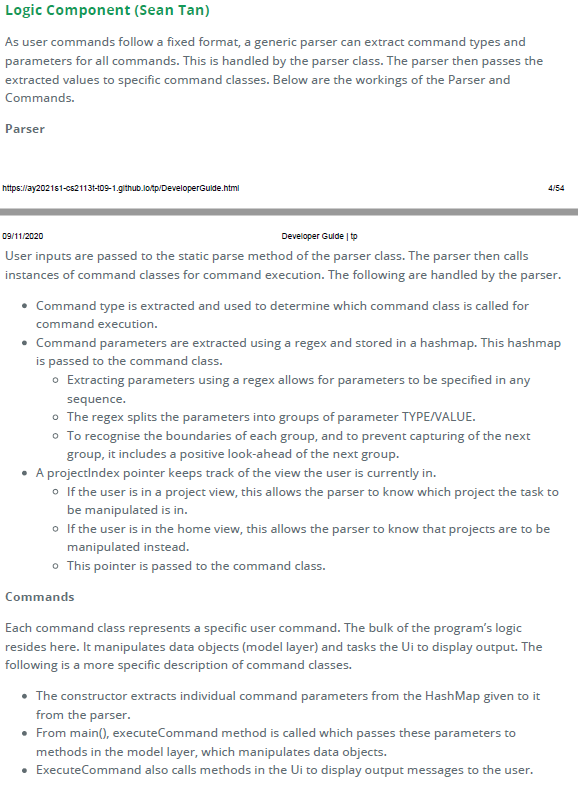 Logic Component (Sean Tan)
As user commands follow a fixed format, a generic parser can extract command types and
parameters for all commands. This is handled by the parser class. The parser then passes the
extracted values to specific command classes. Below are the workings of the Parser and
Commands.
Parser
https://ay2021s1-cs2113t-t09-1.github.io/tp/DeveloperGuide.html 4/54
09/11/2020 Developer Guide | tp
User inputs are passed to the static parse method of the parser class. The parser then calls
instances of command classes for command execution. The following are handled by the parser.
• Command type is extracted and used to determine which command class is called for
command execution.
• Command parameters are extracted using a regex and stored in a hashmap. This hashmap
is passed to the command class.
◦ Extracting parameters using a regex allows for parameters to be specified in any
sequence.
◦ The regex splits the parameters into groups of parameter TYPE/VALUE.
◦ To recognise the boundaries of each group, and to prevent capturing of the next
group, it includes a positive look-ahead of the next group.
• A projectIndex pointer keeps track of the view the user is currently in.
◦ If the user is in a project view, this allows the parser to know which project the task to
be manipulated is in.
◦ If the user is in the home view, this allows the parser to know that projects are to be
manipulated instead.
◦ This pointer is passed to the command class.
Commands
Each command class represents a specific user command. The bulk of the program's logic
resides here. It manipulates data objects (model layer) and tasks the Ui to display output. The
following is a more specific description of command classes.
• The constructor extracts individual command parameters from the HashMap given to it
from the parser.
• From main(), executeCommand method is called which passes these parameters to
methods in the model layer, which manipulates data objects.
• ExecuteCommand also calls methods in the Ui to display output messages to the user.